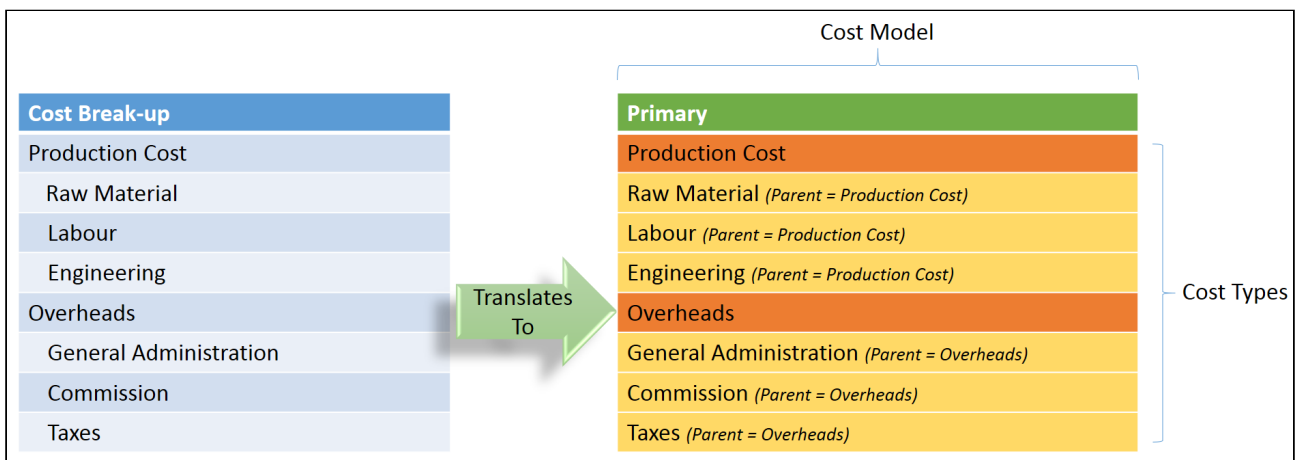 Cost Model
Cost Break-up
Production Cost
Raw Material
Labour
Engineering
Overheads
General Administration
Commission
Taxes
Translates
To
Primary
Production Cost
Raw Material (Parent = Production Cost)
Labour (Parent = Production Cost)
Engineering (Parent = Production Cost)
Overheads
General Administration (Parent = Overheads)
Commission (Parent = Overheads)
Taxes (Parent = Overheads)
Cost Types